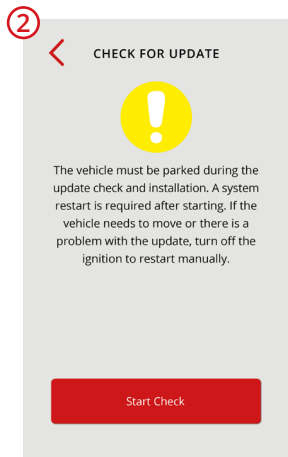 2
CHECK FOR UPDATE
!
The vehicle must be parked during the
update check and installation. A system
restart is required after starting. If the
vehicle needs to move or there is a
problem with the update, turn off the
ignition to restart manually.
Start Check